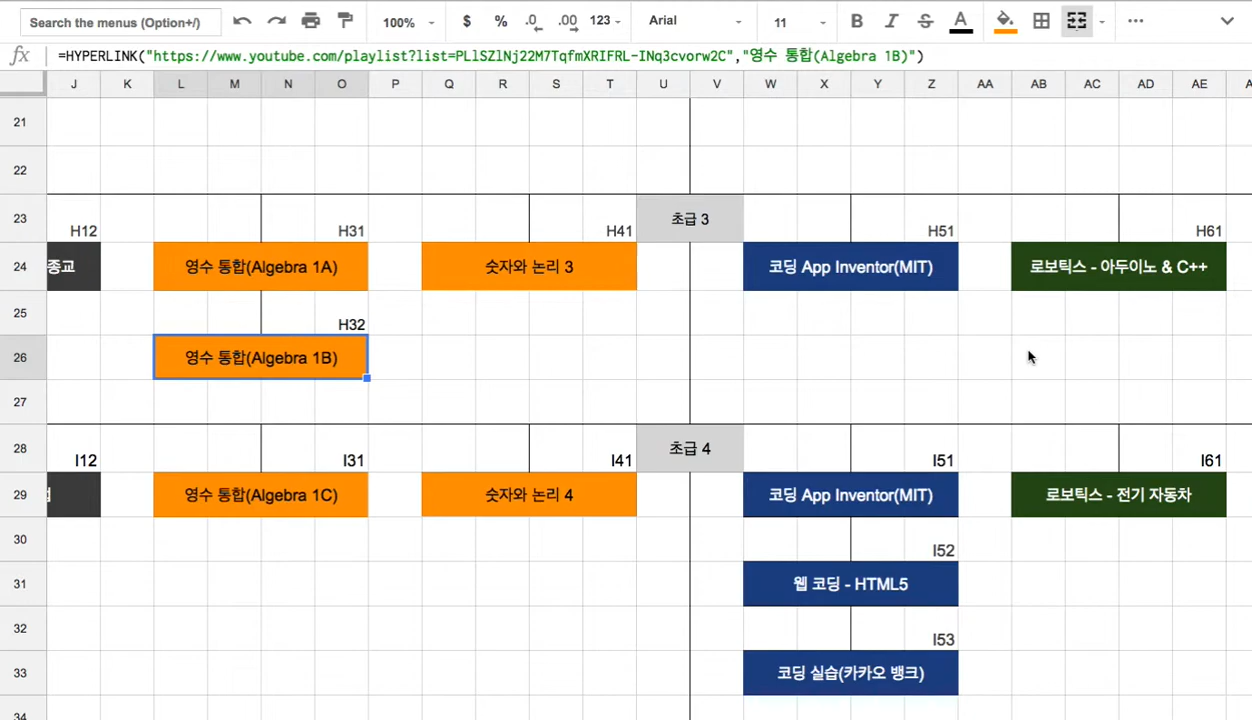 Search the menus (Option+/)
100%
$ % .0 .00 123
Arial
11
B I S A
fx =HYPERLINK("https://www.youtube.com/playlist?list=PLlSZlNj22M7TqfmXRIFRL-INq3cvorw2C","영수 통합(Algebra 1B)")
J K L M N O P Q R S T U V W X Y Z AA AB AC AD AE
21
22
23 H12 H31 H41 초급 3 H51 H61
24 종교 영수 통합(Algebra 1A) 숫자와 논리 3 코딩 App Inventor(MIT) 로보틱스 - 아두이노 & C++
25 H32
26 영수 통합(Algebra 1B)
27
28 I12 I31 I41 초급 4 I51 I61
29 영수 통합(Algebra 1C) 숫자와 논리 4 코딩 App Inventor(MIT) 로보틱스 - 전기 자동차
30 I52
31 웹 코딩 - HTML5
32 I53
33 코딩 실습(카카오 뱅크)
34